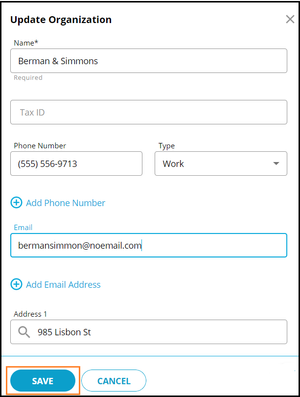 Update Organization
Name*
Berman & Simmons
Required
Tax ID
Phone Number
Type
(555) 556-9713
Work
Add Phone Number
Email
bermansimmon@noemail.com
Add Email Address
Address 1
985 Lisbon St
SAVE
CANCEL